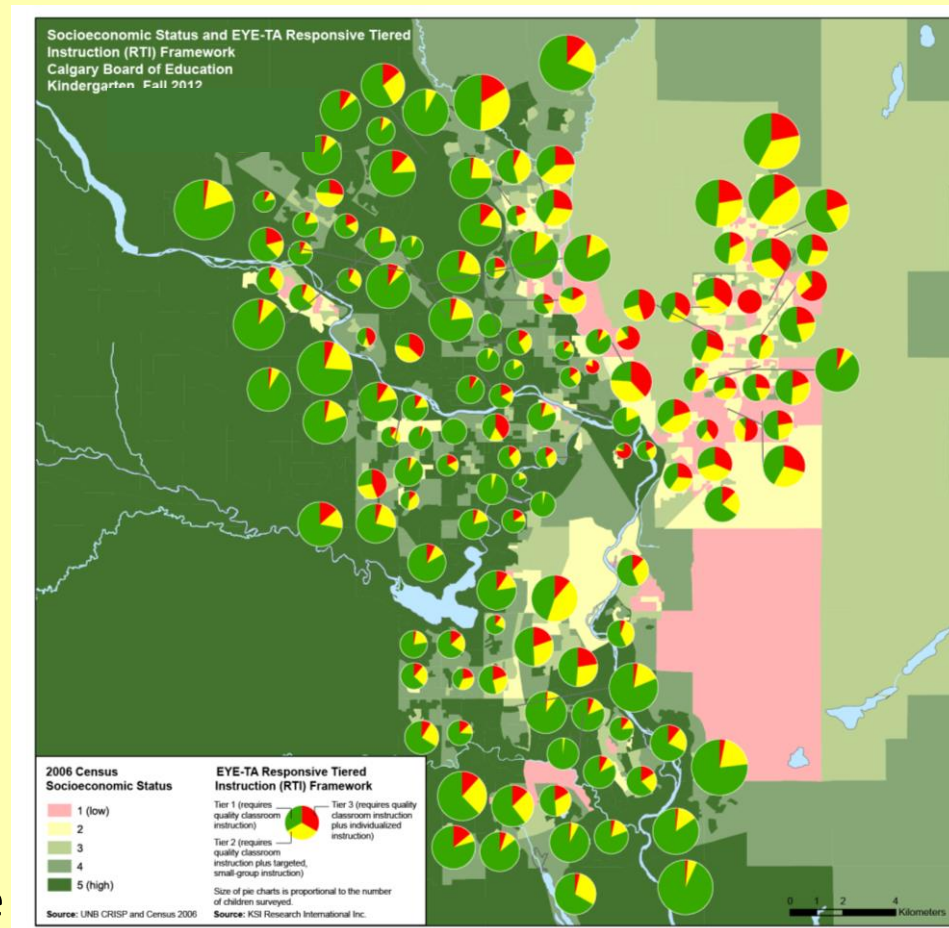 Socioeconomic Status and EYE-TA Responsive Tiered
Instruction (RTI) Framework
Calgary Board of Education
Kindergarten, Fall 2012
2006 Census
Socioeconomic Status
1 (low)
2
3
4
5 (high)
Source: UNB CRISP and Census 2006
EYE-TA Responsive Tiered
Instruction (RTI) Framework
Tier 1 (requires
quality classroom
instruction)
Tier 3 (requires quality
classroom instruction
plus individualized
instruction)
Tier 2 (requires
quality classroom
instruction plus targeted,
small-group instruction)
Size of pie charts is proportional to the number
of children surveyed.
Source: KSI Research International Inc.
0 1 2 4
Kilometers